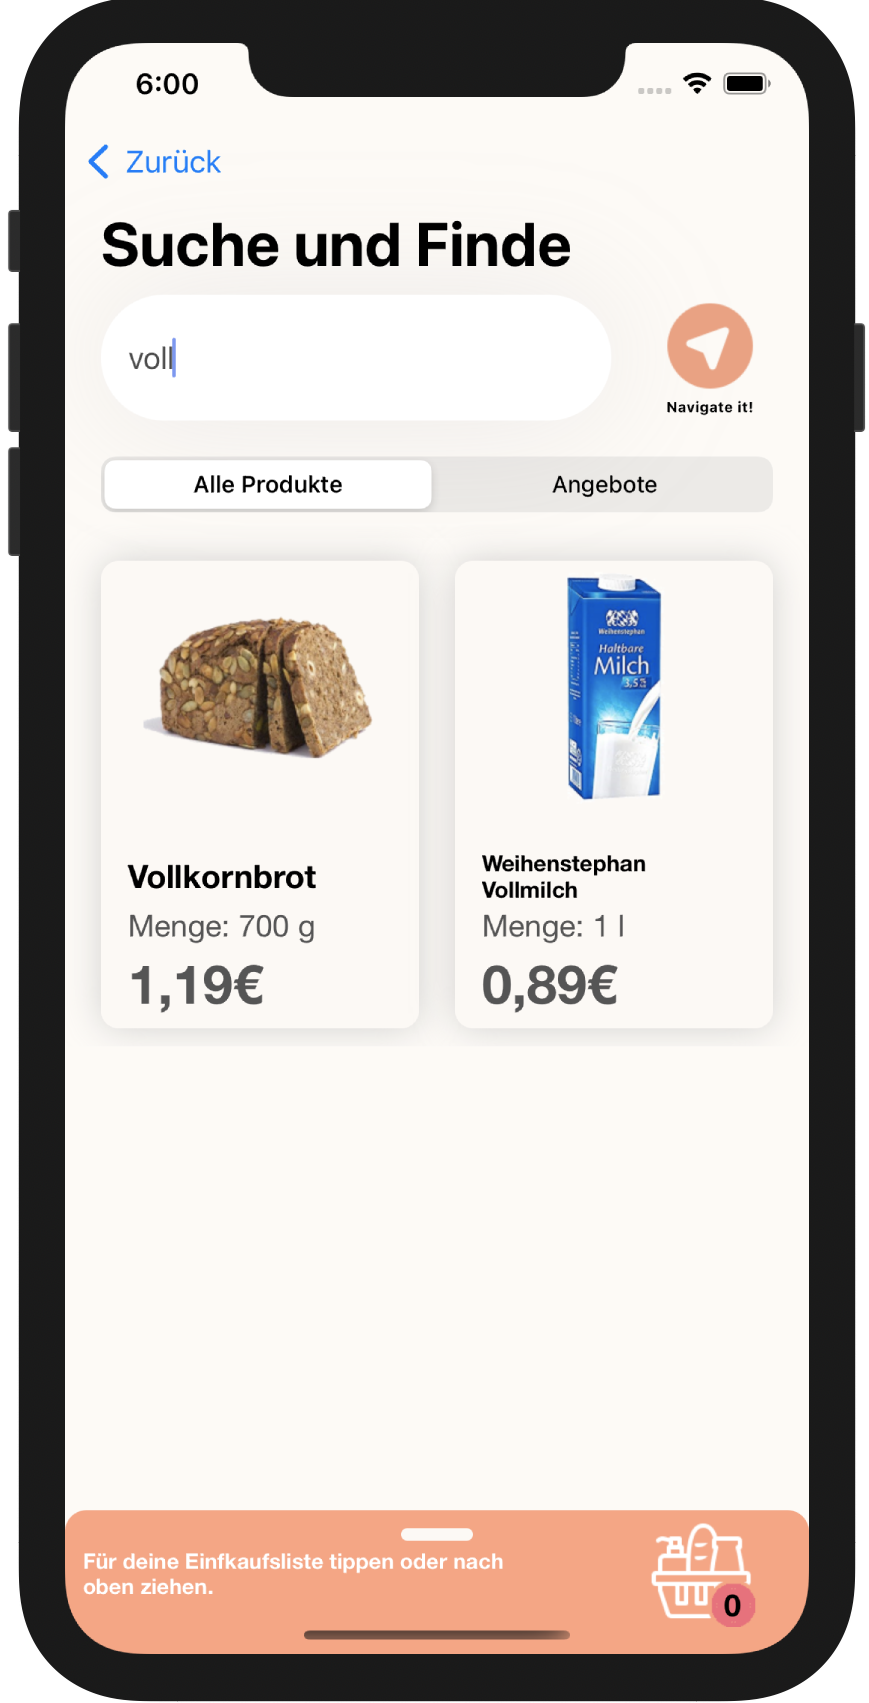 6:00
Zurück
Suche und Finde
voll
Navigate it!
Alle Produkte
Angebote
Weihenstephan
Haltbare
Milch
3,5%
Vollkornbrot
Menge: 700 g
1,19€
Weihenstephan
Vollmilch
Menge: 1 l
0,89€
Für deine Einfkaufsliste tippen oder nach
oben ziehen.
0